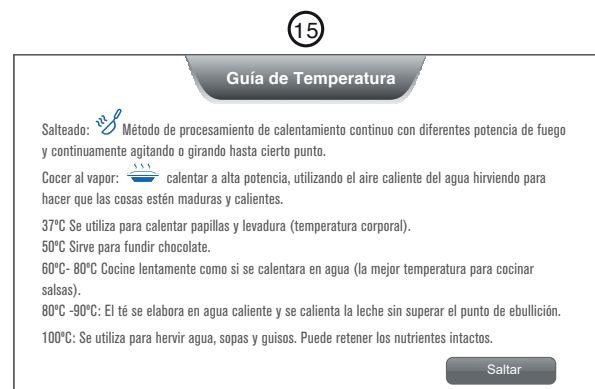 15
Guía de Temperatura
Salteado: Método de procesamiento de calentamiento continuo con diferentes potencia de fuego
y continuamente agitando o girando hasta cierto punto.
Cocer al vapor: calentar a alta potencia, utilizando el aire caliente del agua hirviendo para
hacer que las cosas estén maduras y calientes.
37ºC Se utiliza para calentar papillas y levadura (temperatura corporal).
50ºC Sirve para fundir chocolate.
60ºC- 80ºC Cocine lentamente como si se calentara en agua (la mejor temperatura para cocinar
salsas).
80ºC -90ºC: El té se elabora en agua caliente y se calienta la leche sin superar el punto de ebullición.
100ºC: Se utiliza para hervir agua, sopas y guisos. Puede retener los nutrientes intactos.
Saltar